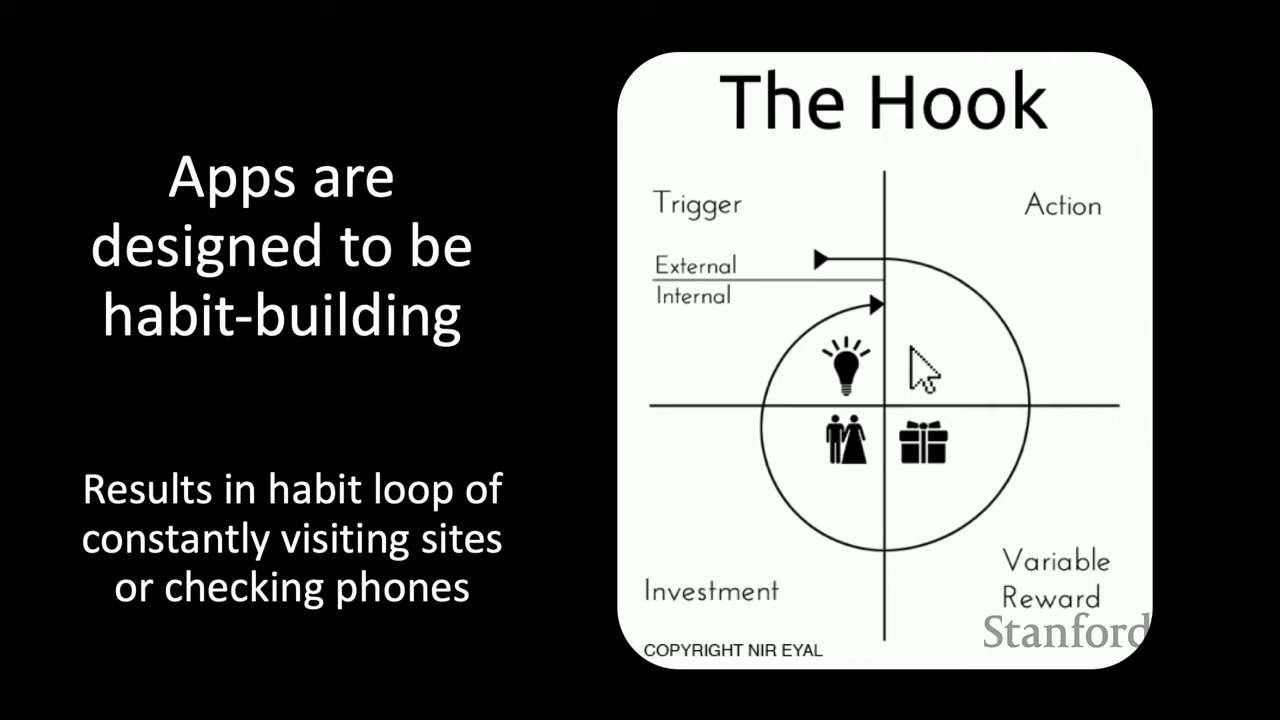 Apps are
designed to be
habit-building
Results in habit loop of
constantly visiting sites
or checking phones
The Hook
Trigger
Action
External
Internal
Investment
Variable
Reward
Stanford
COPYRIGHT NIR EYAL